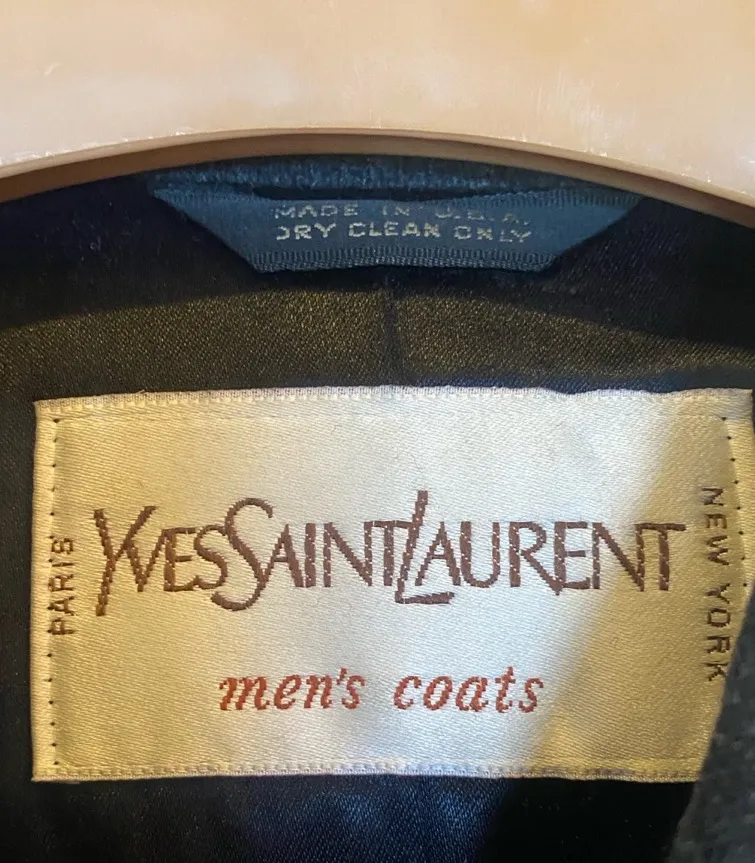 MADE IN U.S.A.
DRY CLEAN ONLY
PARIS
YVESSAINTLAURENT
NEW YORK
men's coats